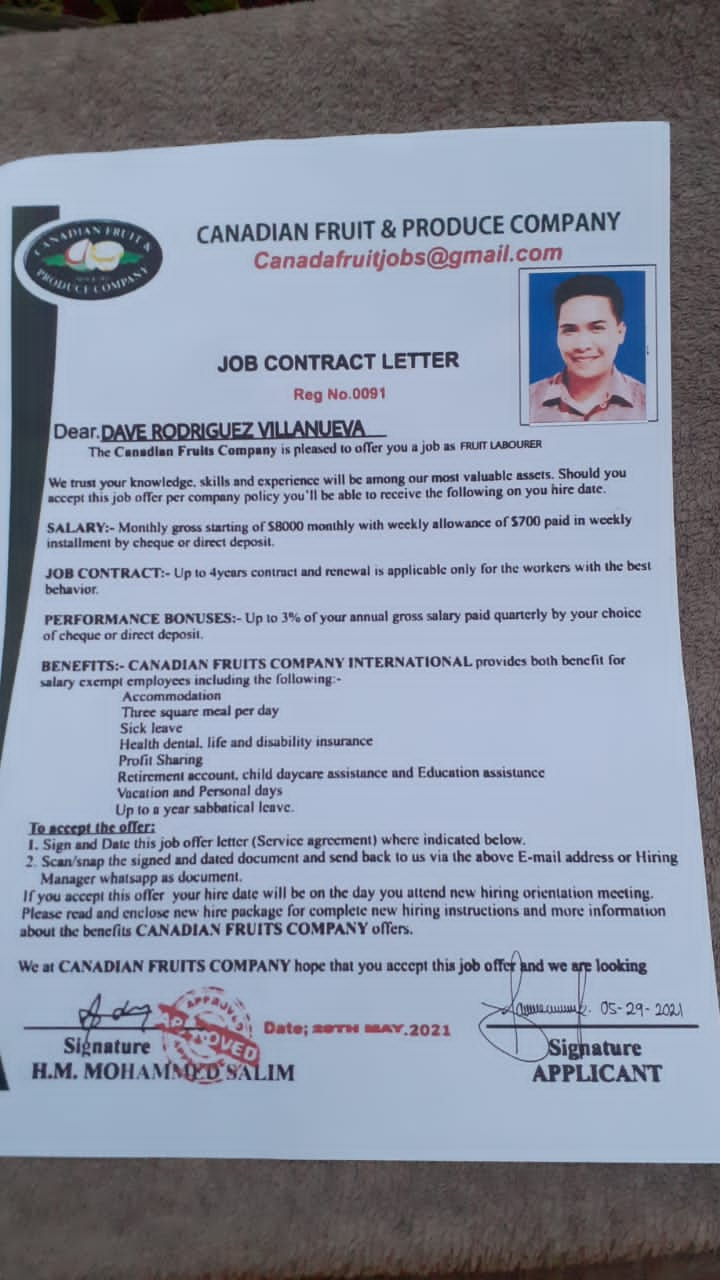 CANADIAN FRUIT &
PRODUCE COMPANY
CANADIAN FRUIT & PRODUCE COMPANY
Canadafruitjobs@gmail.com
JOB CONTRACT LETTER
Reg No.0091
Dear.DAVE RODRIGUEZ VILLANUEVA
The Canadian Fruits Company is pleased to offer you a job as FRUIT LABOURER
We trust your knowledge, skills and experience will be among our most valuable assets. Should you
accept this job offer per company policy you'll be able to receive the following on you hire date.
SALARY:- Monthly gross starting of $8000 monthly with weekly allowance of $700 paid in weekly
installment by cheque or direct deposit.
JOB CONTRACT:- Up to 4years contract and renewal is applicable only for the workers with the best
behavior.
PERFORMANCE BONUSES:- Up to 3% of your annual gross salary paid quarterly by your choice
of cheque or direct deposit.
BENEFITS:- CANADIAN FRUITS COMPANY INTERNATIONAL provides both benefit for
salary exempt employees including the following:-
Accommodation
Three square meal per day
Sick leave
Health dental, life and disability insurance
Profit Sharing
Retirement account, child daycare assistance and Education assistance
Vacation and Personal days
Up to a year sabbatical leave.
To accept the offer:
1. Sign and Date this job offer letter (Service agreement) where indicated below.
2. Scan/snap the signed and dated document and send back to us via the above E-mail address or Hiring
Manager whatsapp as document.
If you accept this offer your hire date will be on the day you attend new hiring orientation meeting.
Please read and enclose new hire package for complete new hiring instructions and more information
about the benefits CANADIAN FRUITS COMPANY offers.
We at CANADIAN FRUITS COMPANY hope that you accept this job offer and we are looking
APPROVED
APPROVED
Date; 29TH MAY.2021
05-29-2021
Signature
H.M. MOHAMMED SALIM
Signature
APPLICANT